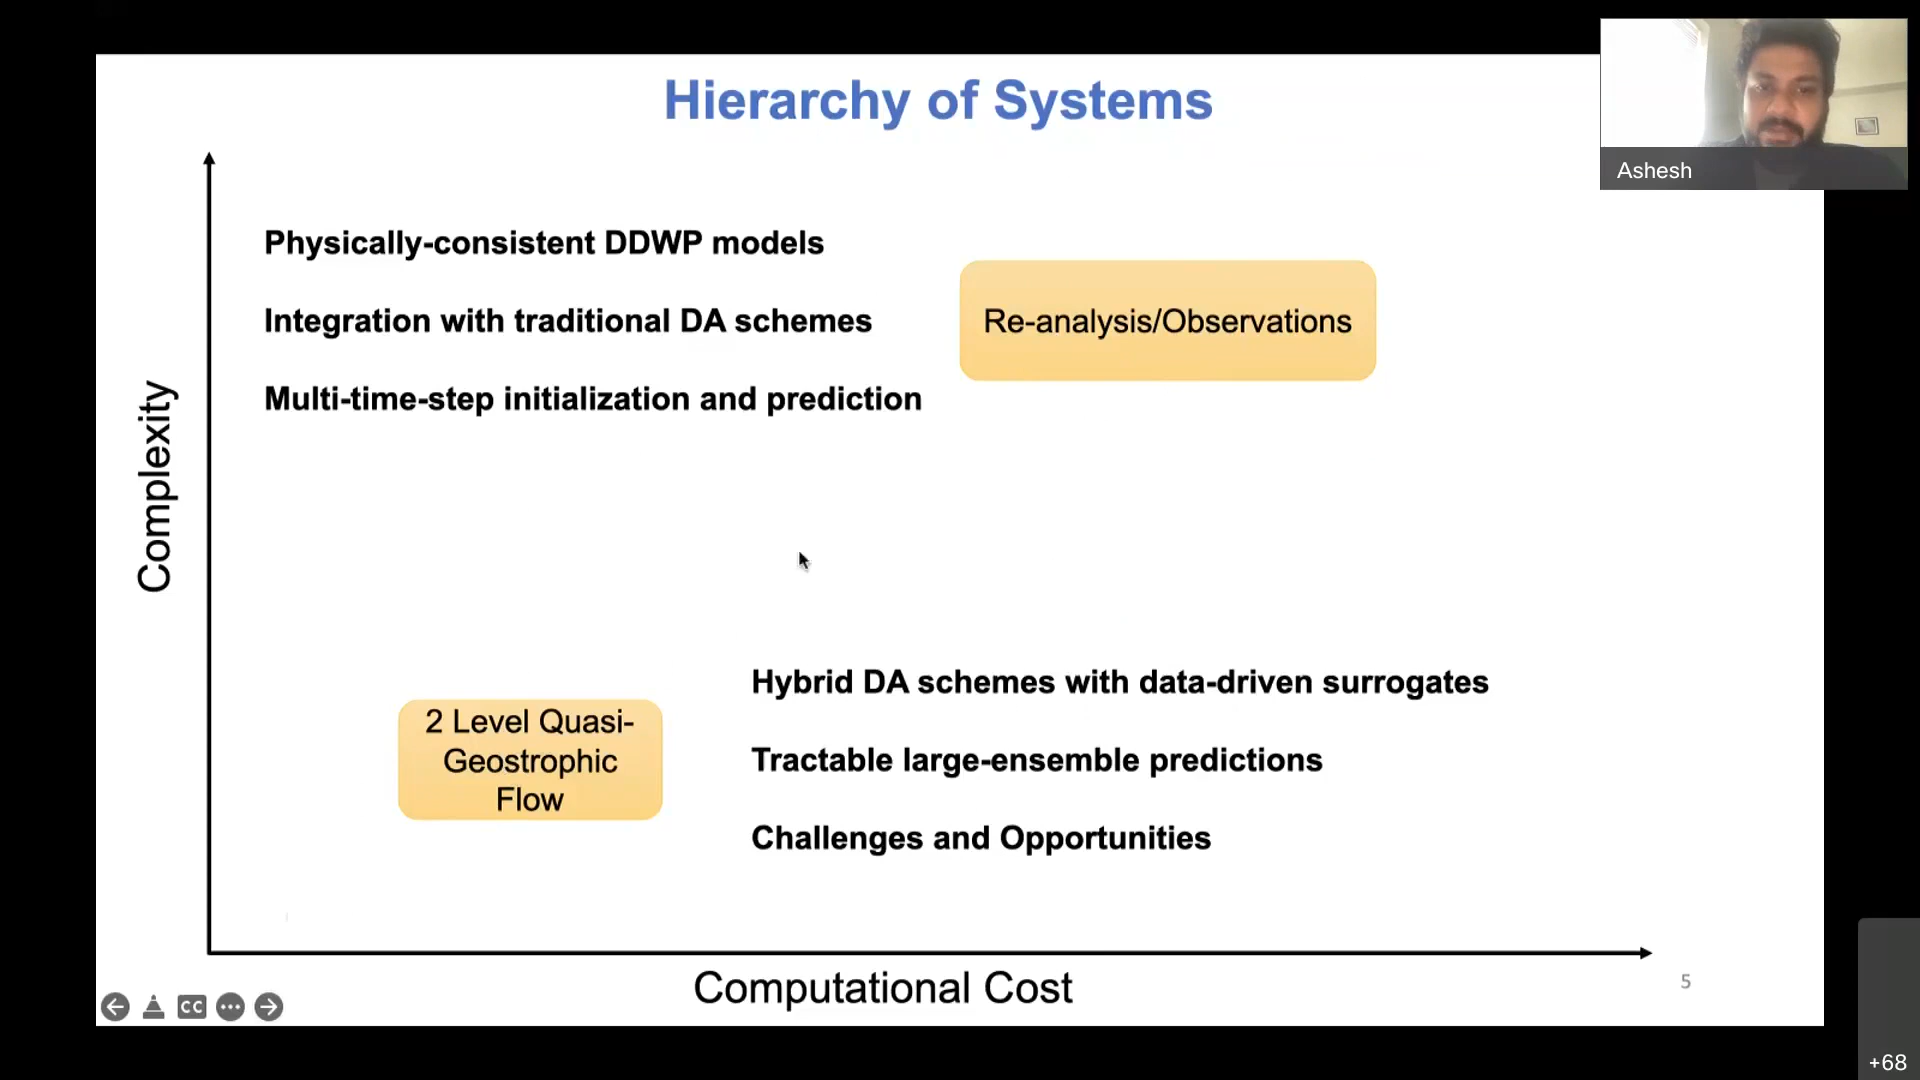 Hierarchy of Systems
Ashesh
Physically-consistent DDWP models
Integration with traditional DA schemes
Re-analysis/Observations
Multi-time-step initialization and prediction
Complexity
Hybrid DA schemes with data-driven surrogates
2 Level Quasi-
Geostrophic
Flow
Tractable large-ensemble predictions
Challenges and Opportunities
Computational Cost
5
CC
+68